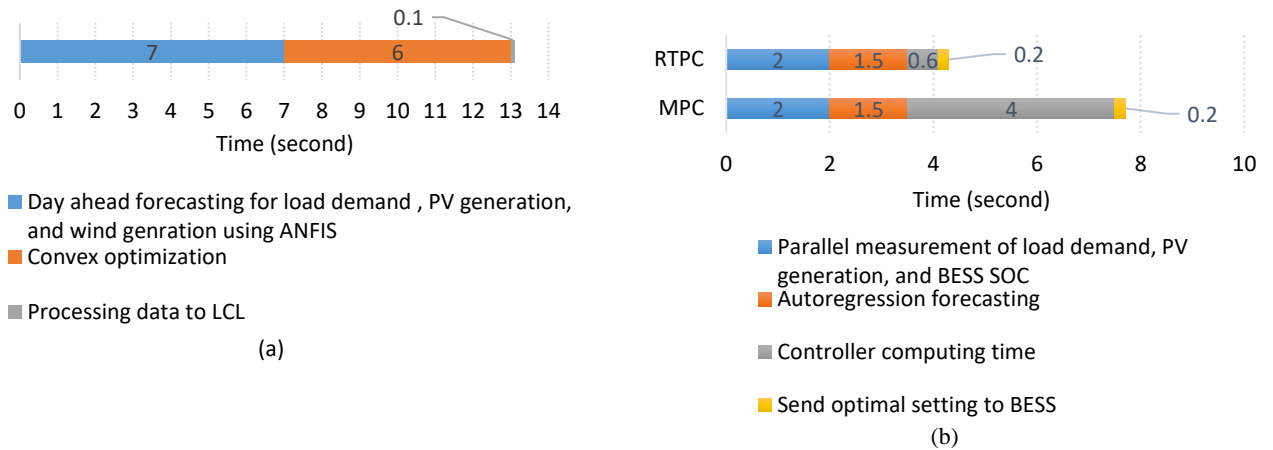 0.1
7 6
0 1 2 3 4 5 6 7 8 9 10 11 12 13 14
Time (second)
Day ahead forecasting for load demand , PV generation,
and wind genration using ANFIS
Convex optimization
Processing data to LCL
(a)
RTPC 2 1.5 0.6 0.2
MPC 2 1.5 4 0.2
0 2 4 6 8 10
Time (second)
Parallel measurement of load demand, PV
generation, and BESS SOC
Autoregression forecasting
Controller computing time
Send optimal setting to BESS
(b)